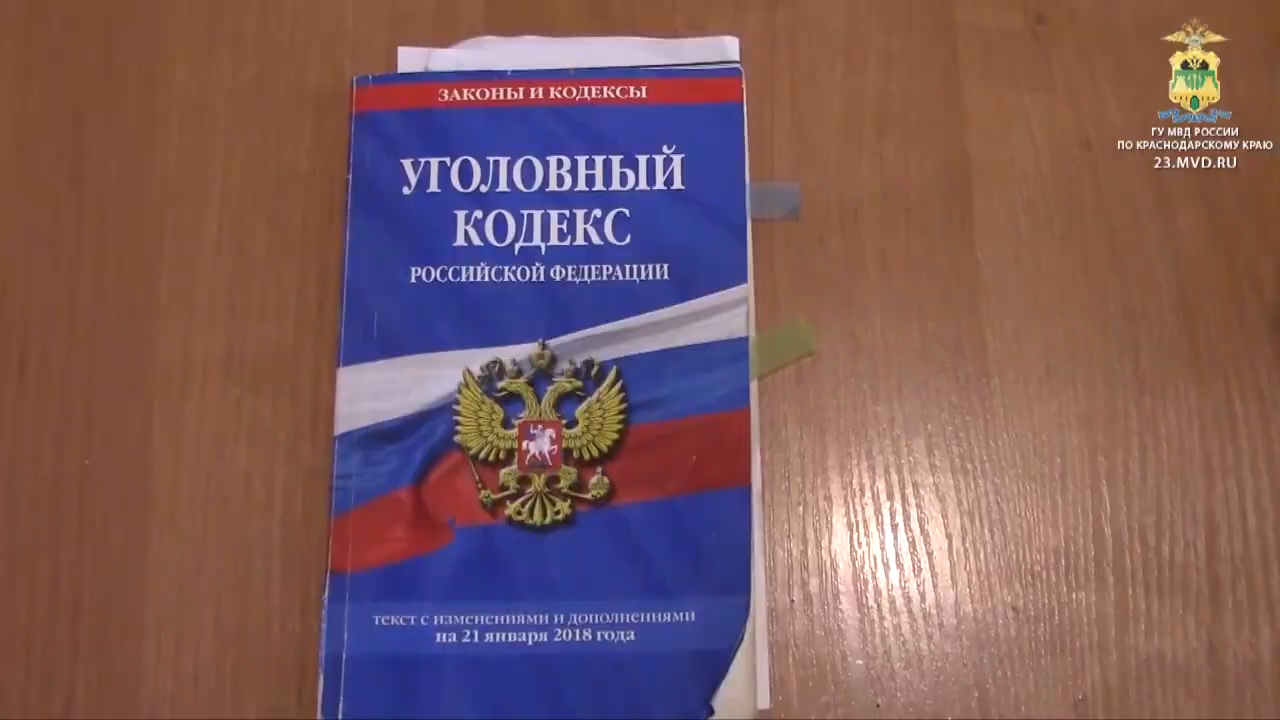 ЗАКОНЫ И КОДЕКСЫ
УГОЛОВНЫЙ
КОДЕКС
РОССИЙСКОЙ ФЕДЕРАЦИИ
ТЕКСТ С ИЗМЕНЕНИЯМИ И ДОПОЛНЕНИЯМИ
на 21 января 2018 года
ГУ МВД РОССИИ
ПО КРАСНОДАРСКОМУ КРАЮ
23.MVD.RU